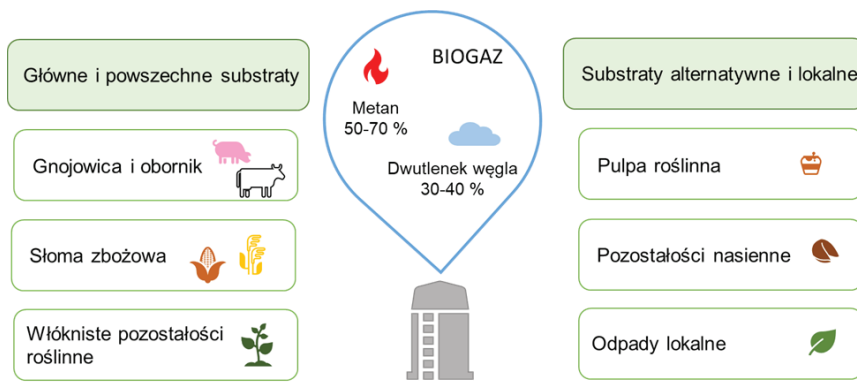 Główne i powszechne substraty
Gnojowica i obornik
Słoma zbożowa
Włókniste pozostałości
roślinne
BIOGAZ
Metan
50-70 %
Dwutlenek węgla
30-40 %
Substraty alternatywne i lokalne
Pulpa roślinna
Pozostałości nasienne
Odpady lokalne